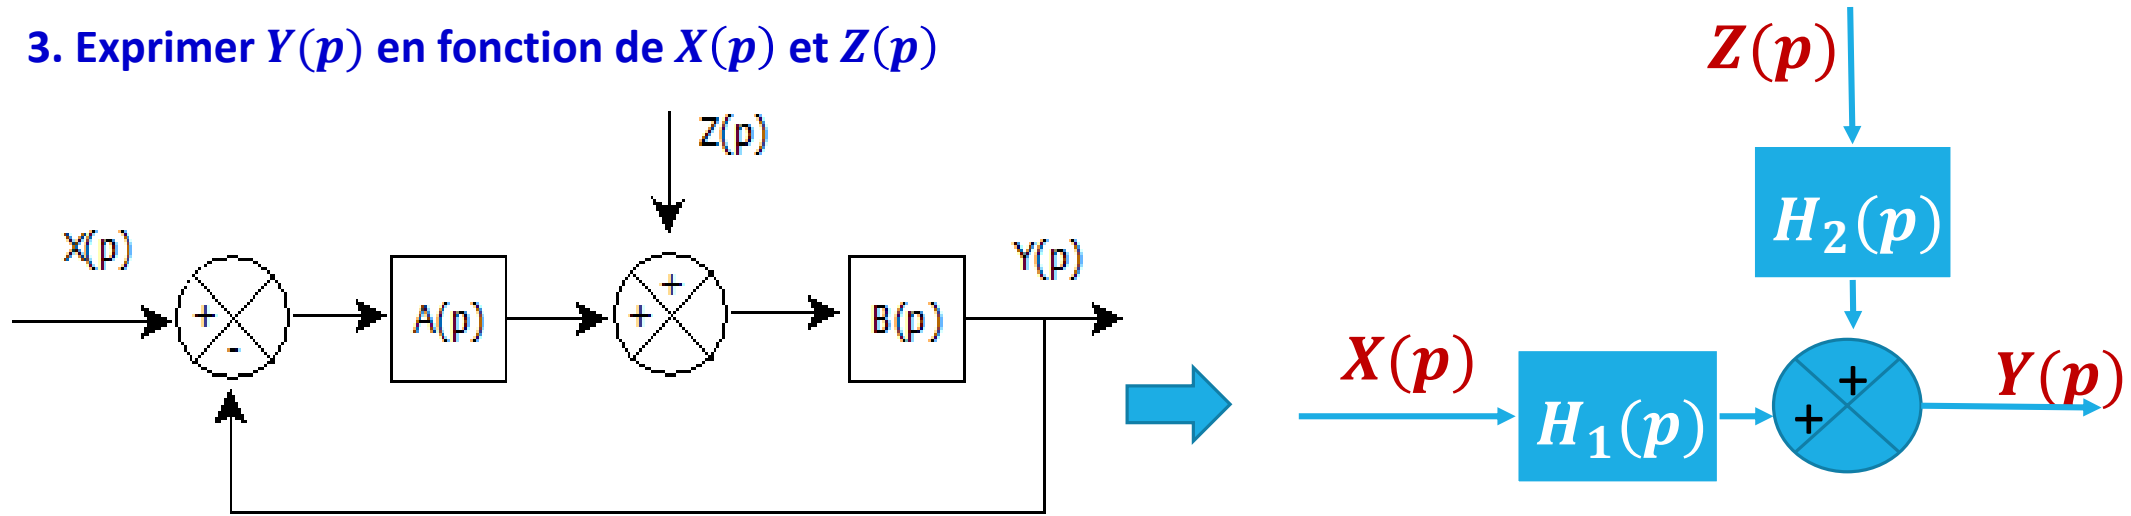 3. Exprimer Y(p) en fonction de X(p) et Z(p)
Z(p)
X(p)
+
-
A(p)
+
+
B(p)
Y(p)
Z(p)
H₂(p)
X(p)
H₁(p)
+
+
Y(p)